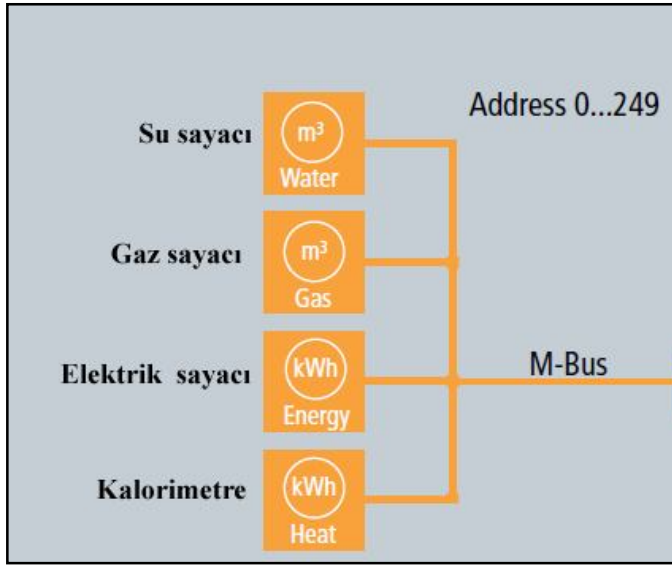 Address 0...249
Su sayacı
m³
Water
Gaz sayacı
m³
Gas
Elektrik sayacı
kWh
Energy
M-Bus
Kalorimetre
kWh
Heat